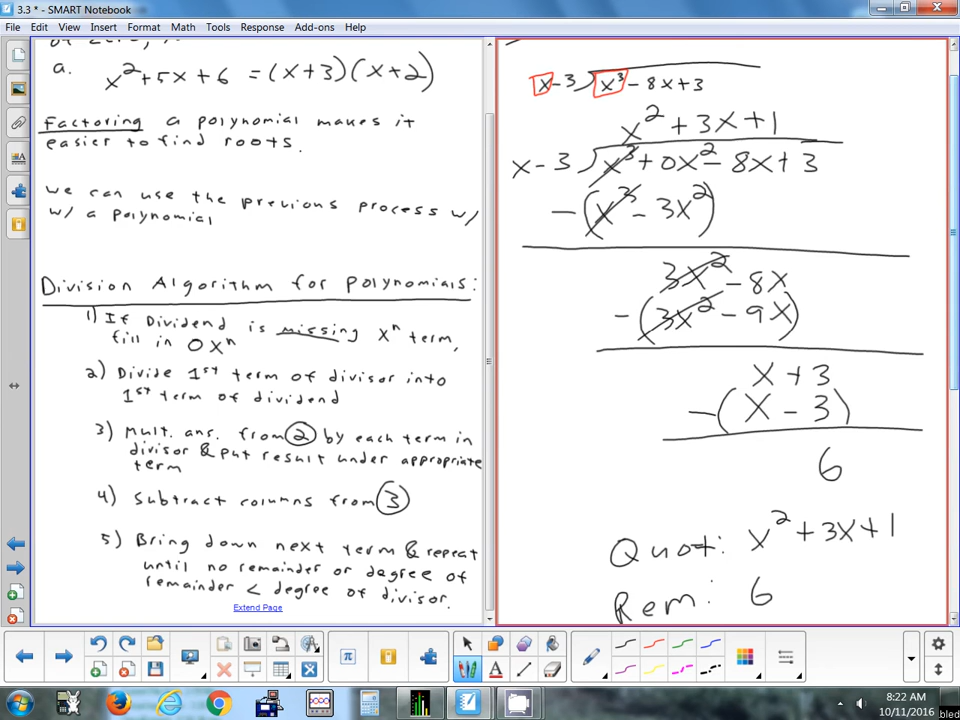 3.3 * - SMART Notebook
File Edit View Insert Format Math Tools Response Add-ons Help
a. x²+5x+6 =(x+3)(x+2)
Factoring a polynomial makes it
easier to find roots.
we can use the previous process w/
w/ a polynomial
Division Algorithm for Polynomials:
1) If Dividend is missing xⁿ term,
fill in 0xⁿ
2) Divide 1st term of divisor into
1st term of dividend
3) Mult. ans. from 2 by each term in
divisor & put result under appropriate
term
4) Subtract columns from 3
5) Bring down next term & repeat
until no remainder or degree of
remainder < degree of divisor.
Extend Page
x-3 x³-8x+3
x²+3x+1
x-3 x³+0x²-8x+3
-(x³-3x²)
3x²-8x
-(3x²-9x)
x+3
-(x-3)
6
Quot: x²+3x+1
Rem: 6
8:22 AM
10/11/2016
bled